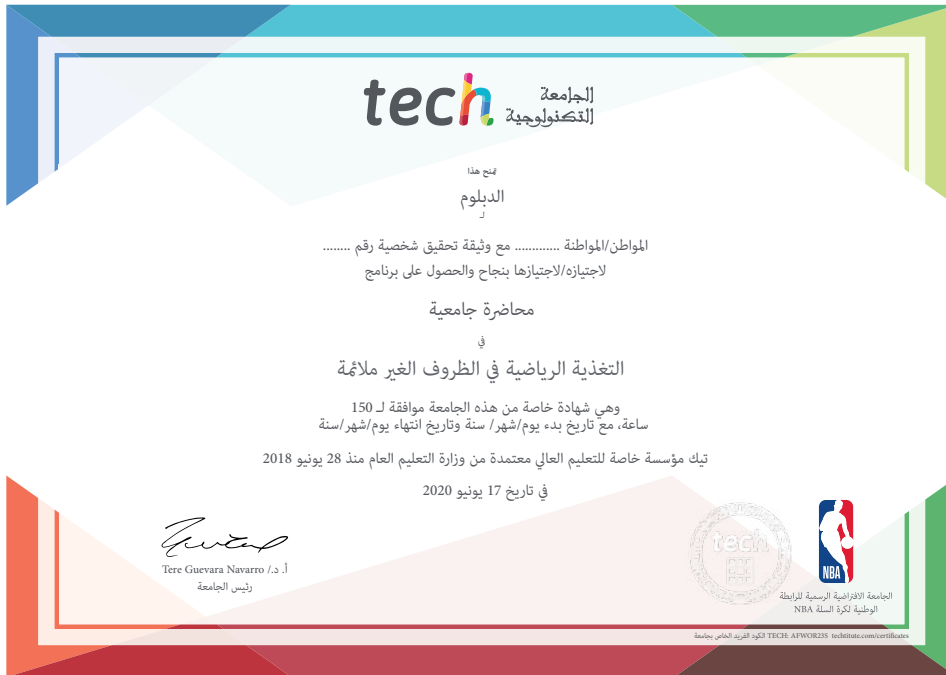 tech الجامعة
التكنولوجية
يمنح هذا
الدبلوم
لـ
المواطن/المواطنة ............ مع وثيقة تحقيق شخصية رقم ........
لاجتيازه/لاجتيازها بنجاح والحصول على برنامج
محاضرة جامعية
في
التغذية الرياضية في الظروف الغير ملائمة
وهي شهادة خاصة من هذه الجامعة موافقة لـ 150
ساعة، مع تاريخ بدء يوم/شهر/ سنة وتاريخ انتهاء يوم/شهر/سنة
تيك مؤسسة خاصة للتعليم العالي معتمدة من وزارة التعليم العام منذ 28 يونيو 2018
في تاريخ 17 يونيو 2020
أ. د./ Tere Guevara Navarro
رئيس الجامعة
tech
NBA
الجامعة الافتراضية الرسمية للرابطة
الوطنية لكرة السلة NBA
الكود الفريد الخاص بجامعة TECH: AFWOR23S techtitute.com/certificates